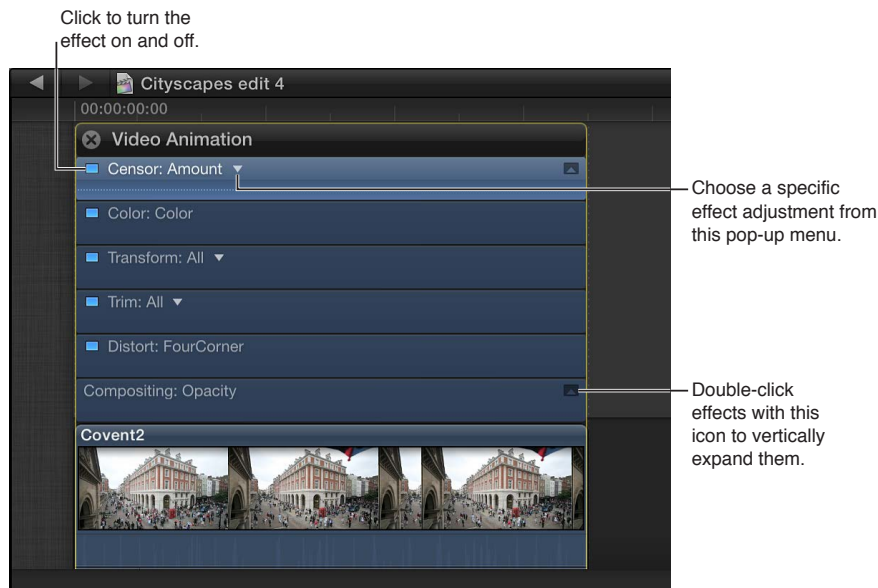 Click to turn the
effect on and off.
Cityscapes edit 4
00:00:00:00
Video Animation
Censor: Amount
Choose a specific
effect adjustment from
this pop-up menu.
Color: Color
Transform: All
Trim: All
Distort: FourCorner
Compositing: Opacity
Double-click
effects with this
icon to vertically
expand them.
Covent2